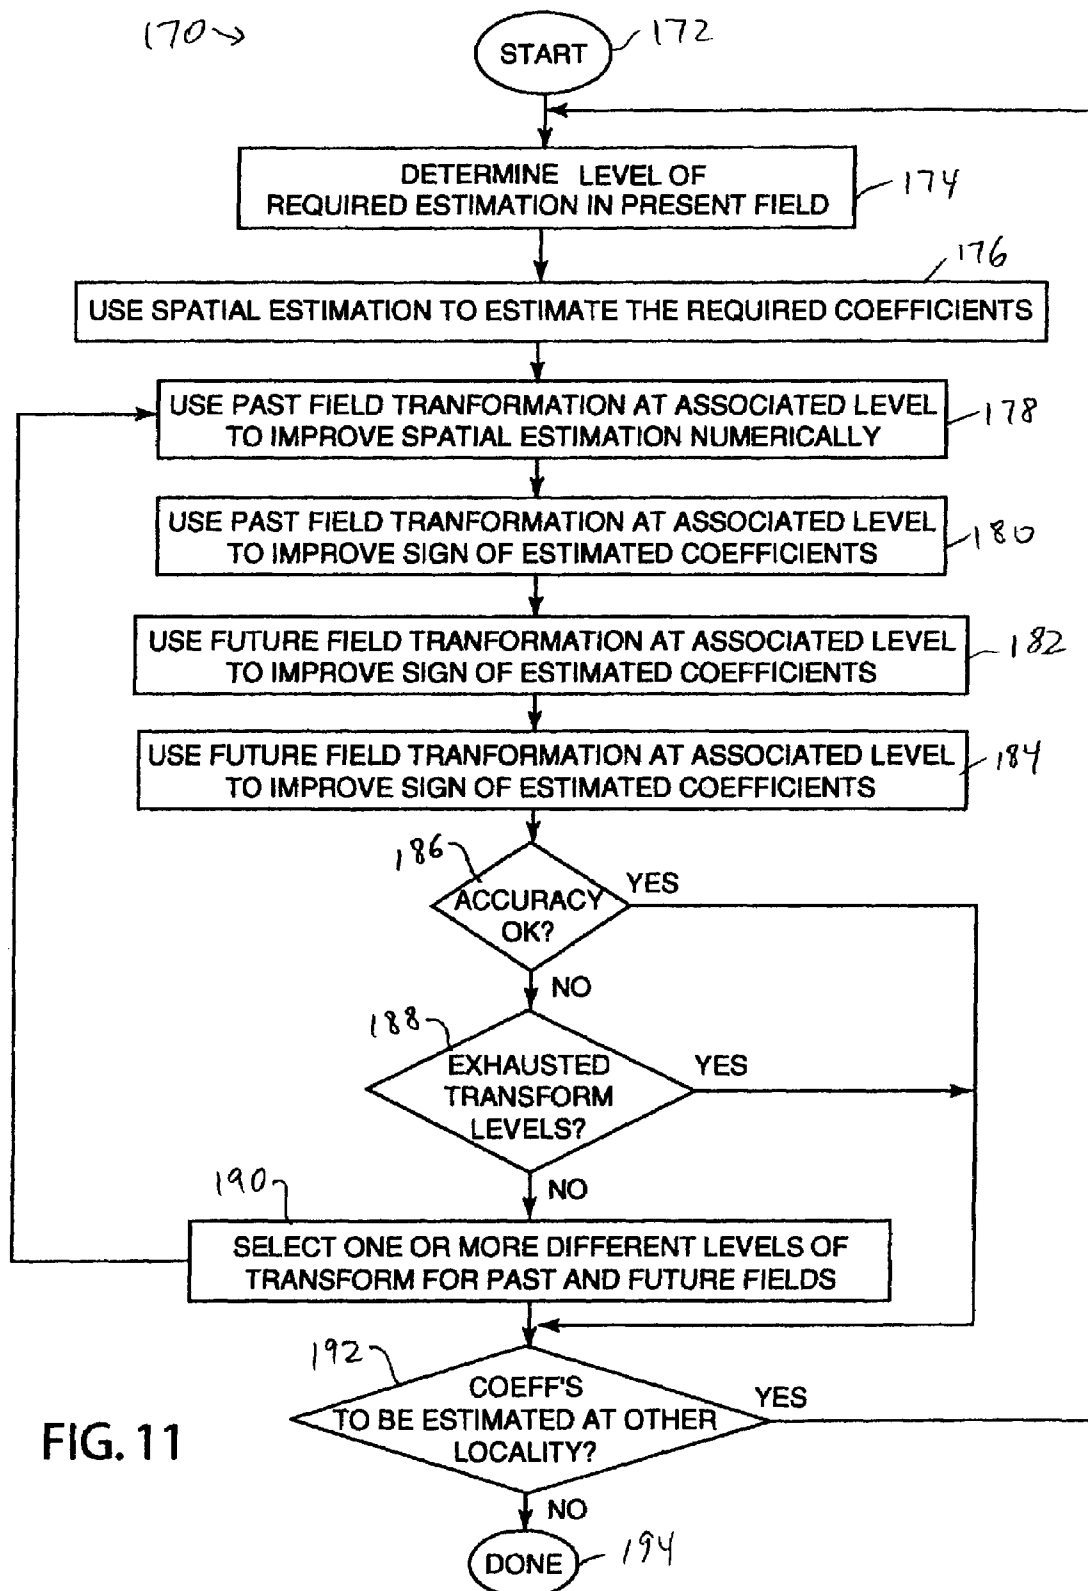 170
START
172
DETERMINE LEVEL OF
REQUIRED ESTIMATION IN PRESENT FIELD
174
176
USE SPATIAL ESTIMATION TO ESTIMATE THE REQUIRED COEFFICIENTS
USE PAST FIELD TRANFORMATION AT ASSOCIATED LEVEL
TO IMPROVE SPATIAL ESTIMATION NUMERICALLY
178
USE PAST FIELD TRANFORMATION AT ASSOCIATED LEVEL
TO IMPROVE SIGN OF ESTIMATED COEFFICIENTS
180
USE FUTURE FIELD TRANFORMATION AT ASSOCIATED LEVEL
TO IMPROVE SIGN OF ESTIMATED COEFFICIENTS
182
USE FUTURE FIELD TRANFORMATION AT ASSOCIATED LEVEL
TO IMPROVE SIGN OF ESTIMATED COEFFICIENTS
184
186
ACCURACY
OK?
YES
NO
188
EXHAUSTED
TRANSFORM
LEVELS?
YES
NO
190
SELECT ONE OR MORE DIFFERENT LEVELS OF
TRANSFORM FOR PAST AND FUTURE FIELDS
192
COEFF'S
TO BE ESTIMATED AT OTHER
LOCALITY?
YES
NO
FIG. 11
DONE
194